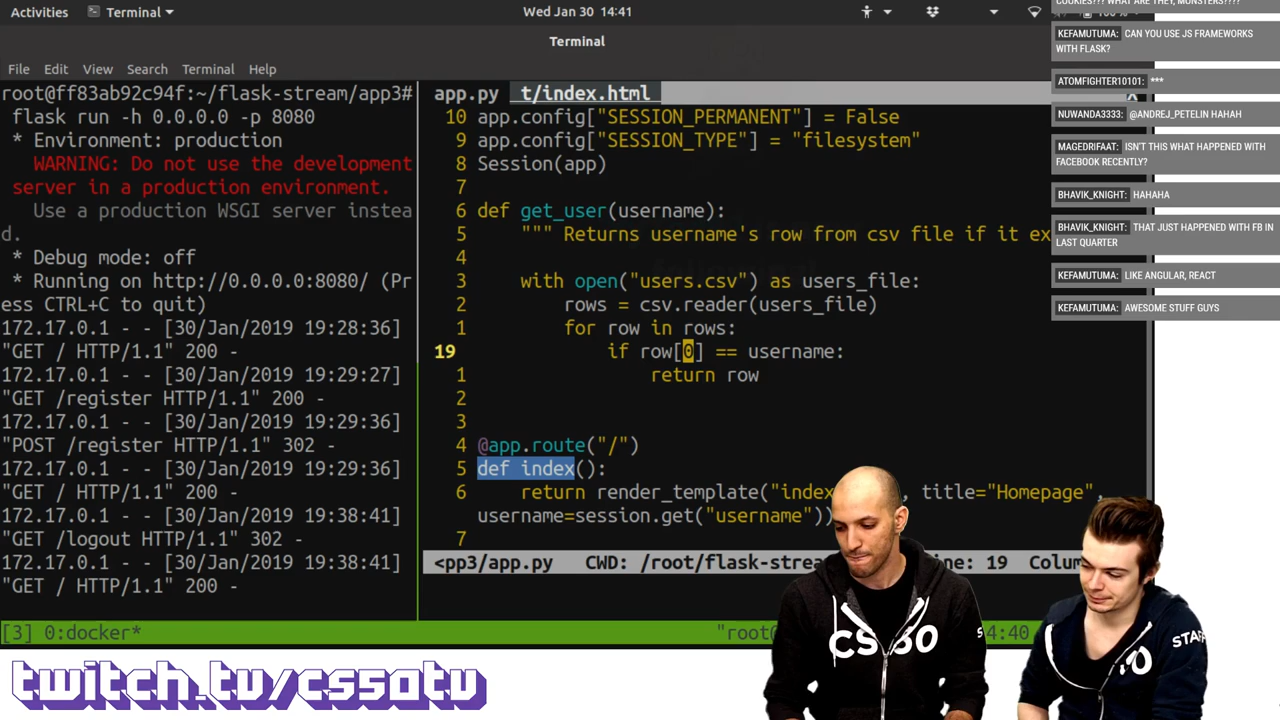 Activities
Terminal
Wed Jan 30 14:41
Terminal
File Edit View Search Terminal Help
root@ff83ab92c94f:~/flask-stream/app3#
flask run -h 0.0.0.0 -p 8080
* Environment: production
WARNING: Do not use the development
server in a production environment.
Use a production WSGI server instea
d.
* Debug mode: off
* Running on http://0.0.0.0:8080/ (Pr
ess CTRL+C to quit)
172.17.0.1 - - [30/Jan/2019 19:28:36]
"GET / HTTP/1.1" 200 -
172.17.0.1 - - [30/Jan/2019 19:29:27]
"GET /register HTTP/1.1" 200 -
172.17.0.1 - - [30/Jan/2019 19:29:36]
"POST /register HTTP/1.1" 302 -
172.17.0.1 - - [30/Jan/2019 19:29:36]
"GET / HTTP/1.1" 200 -
172.17.0.1 - - [30/Jan/2019 19:38:41]
"GET /logout HTTP/1.1" 302 -
172.17.0.1 - - [30/Jan/2019 19:38:41]
"GET / HTTP/1.1" 200 -
app.py t/index.html
10 app.config["SESSION_PERMANENT"] = False
9 app.config["SESSION_TYPE"] = "filesystem"
8 Session(app)
7
6 def get_user(username):
5 """ Returns username's row from csv file if it ex
4
3 with open("users.csv") as users_file:
2 rows = csv.reader(users_file)
1 for row in rows:
19 if row[0] == username:
1 return row
2
3
4 @app.route("/")
5 def index():
6 return render_template("index , title="Homepage",
username=session.get("username"))
7
<pp3/app.py CWD: /root/flask-strea ne: 19 Colum
[3] 0:docker* "root@ 4:40
COOKIES??? WHAT ARE THEY, MONSTERS????
KEFAMUTUMA: CAN YOU USE JS FRAMEWORKS
WITH FLASK?
ATOMFIGHTER10101: ***
NUWANDA3333: @ANDREJ_PETELIN HAHAH
MAGEDRIFAAT: ISN'T THIS WHAT HAPPENED WITH
FACEBOOK RECENTLY?
BHAVIK_KNIGHT: HAHAHA
BHAVIK_KNIGHT: THAT JUST HAPPENED WITH FB IN
LAST QUARTER
KEFAMUTUMA: LIKE ANGULAR, REACT
KEFAMUTUMA: AWESOME STUFF GUYS
twitch.tv/cs50tv
CS50
STAF